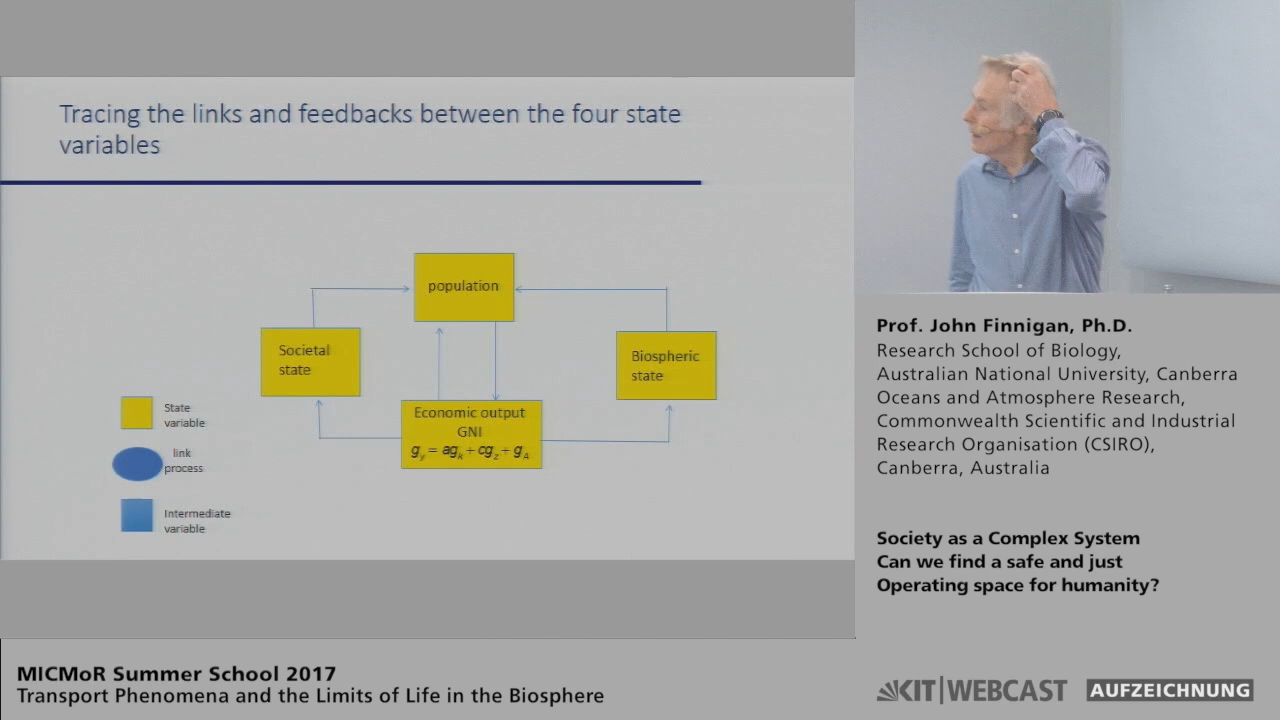 Tracing the links and feedbacks between the four state
variables
population
Societal
state
Biospheric
state
Economic output
GNI
g_y = ag_k + cg_z + g_A
State
variable
link
process
Intermediate
variable
Prof. John Finnigan, Ph.D.
Research School of Biology,
Australian National University, Canberra
Oceans and Atmosphere Research,
Commonwealth Scientific and Industrial
Research Organisation (CSIRO),
Canberra, Australia
Society as a Complex System
Can we find a safe and just
Operating space for humanity?
MICMoR Summer School 2017
Transport Phenomena and the Limits of Life in the Biosphere
KIT|WEBCAST
AUFZEICHNUNG